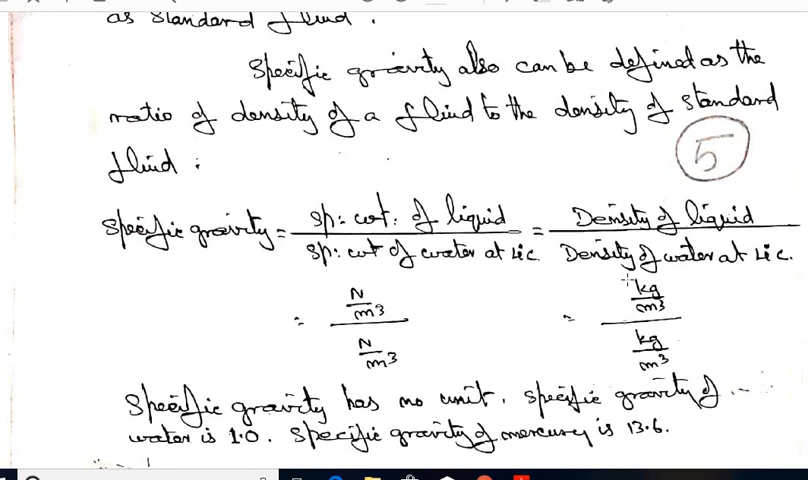 as standard fluid.
Specific gravity also can be defined as the
ratio of density of a fluid to the density of standard
fluid.
5
Specific gravity = sp: wt: of liquid / sp: wt of water at 4°c = Density of liquid / Density of water at 4°c.
= N/m3 / N/m3 = kg/m3 / kg/m3
Specific gravity has no unit. Specific gravity of
water is 1.0. Specific gravity of mercury is 13.6.